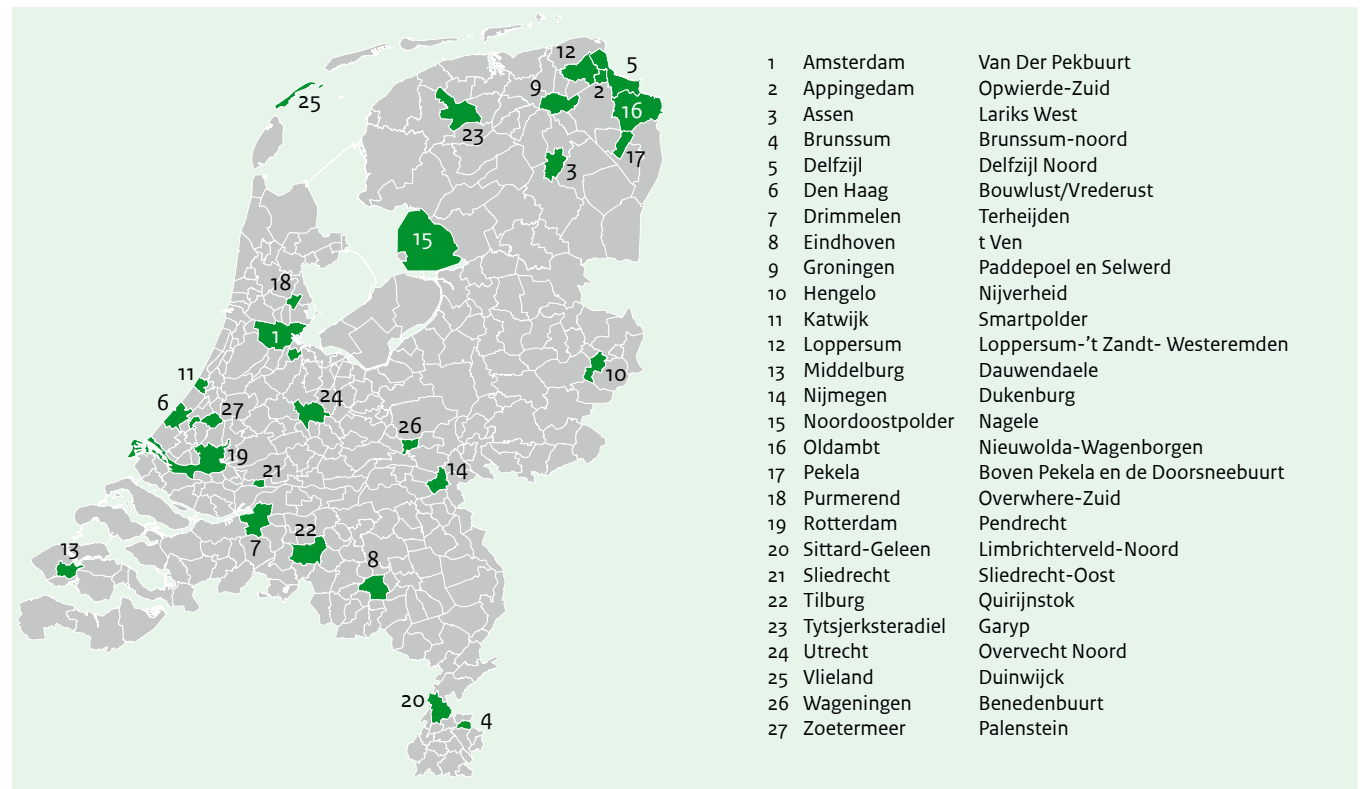 12
5
9
2
25
16
23
17
3
15
18
1
11
10
6
27
24
26
19
21
14
22
7
13
8
20
4
1 Amsterdam Van Der Pekbuurt
2 Appingedam Opwierde-Zuid
3 Assen Lariks West
4 Brunssum Brunssum-noord
5 Delfzijl Delfzijl Noord
6 Den Haag Bouwlust/Vrederust
7 Drimmelen Terheijden
8 Eindhoven t Ven
9 Groningen Paddepoel en Selwerd
10 Hengelo Nijverheid
11 Katwijk Smartpolder
12 Loppersum Loppersum-’t Zandt- Westeremden
13 Middelburg Dauwendaele
14 Nijmegen Dukenburg
15 Noordoostpolder Nagele
16 Oldambt Nieuwolda-Wagenborgen
17 Pekela Boven Pekela en de Doorsneebuurt
18 Purmerend Overwhere-Zuid
19 Rotterdam Pendrecht
20 Sittard-Geleen Limbrichterveld-Noord
21 Sliedrecht Sliedrecht-Oost
22 Tilburg Quirijnstok
23 Tytsjerksteradiel Garyp
24 Utrecht Overvecht Noord
25 Vlieland Duinwijck
26 Wageningen Benedenbuurt
27 Zoetermeer Palenstein